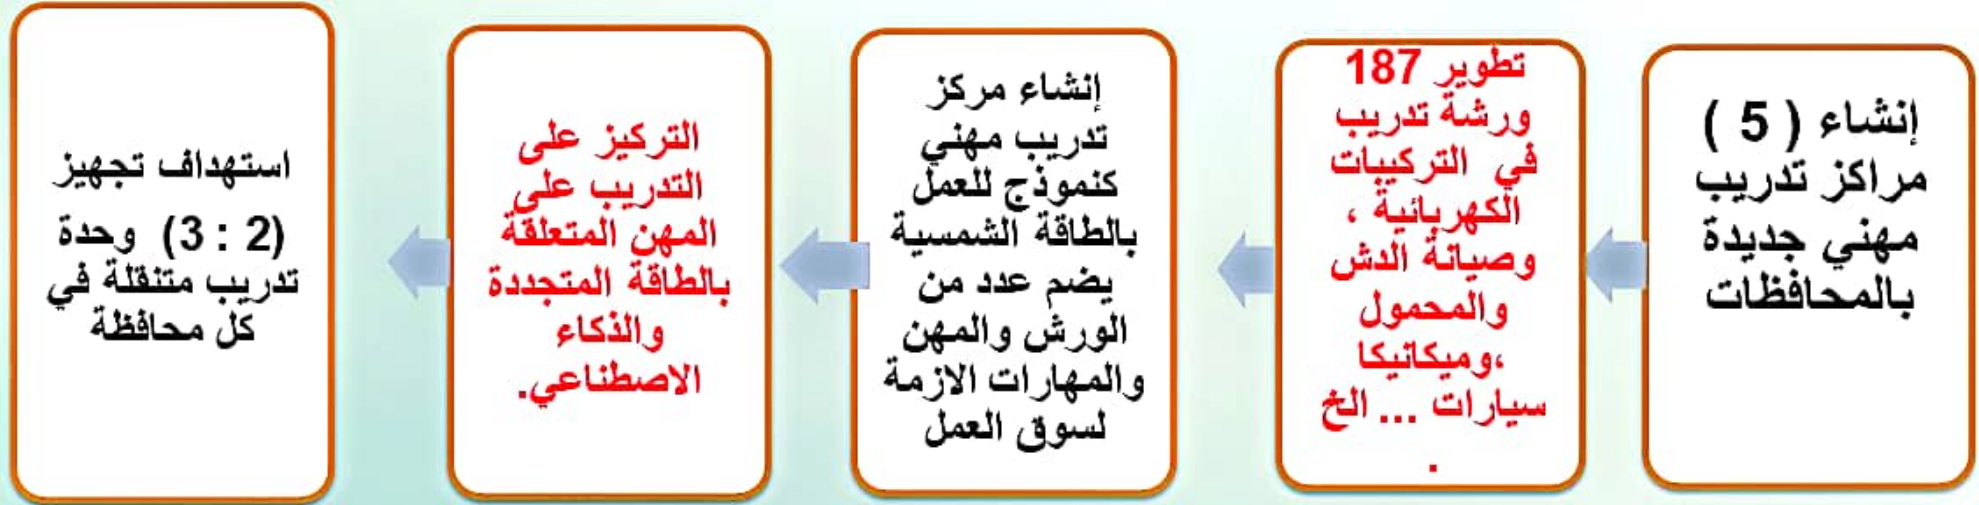 إنشاء ( 5 )
مراكز تدريب
مهني جديدة
بالمحافظات
تطوير 187
ورشة تدريب
في التركيبات
الكهربائية ،
وصيانة الدش
والمحمول
،وميكانيكا
سيارات ... الخ
.
إنشاء مركز
تدريب مهني
كنموذج للعمل
بالطاقة الشمسية
يضم عدد من
الورش والمهن
والمهارات الازمة
لسوق العمل
التركيز على
التدريب على
المهن المتعلقة
بالطاقة المتجددة
والذكاء
الاصطناعي.
استهداف تجهيز
(2 : 3) وحدة
تدريب متنقلة في
كل محافظة